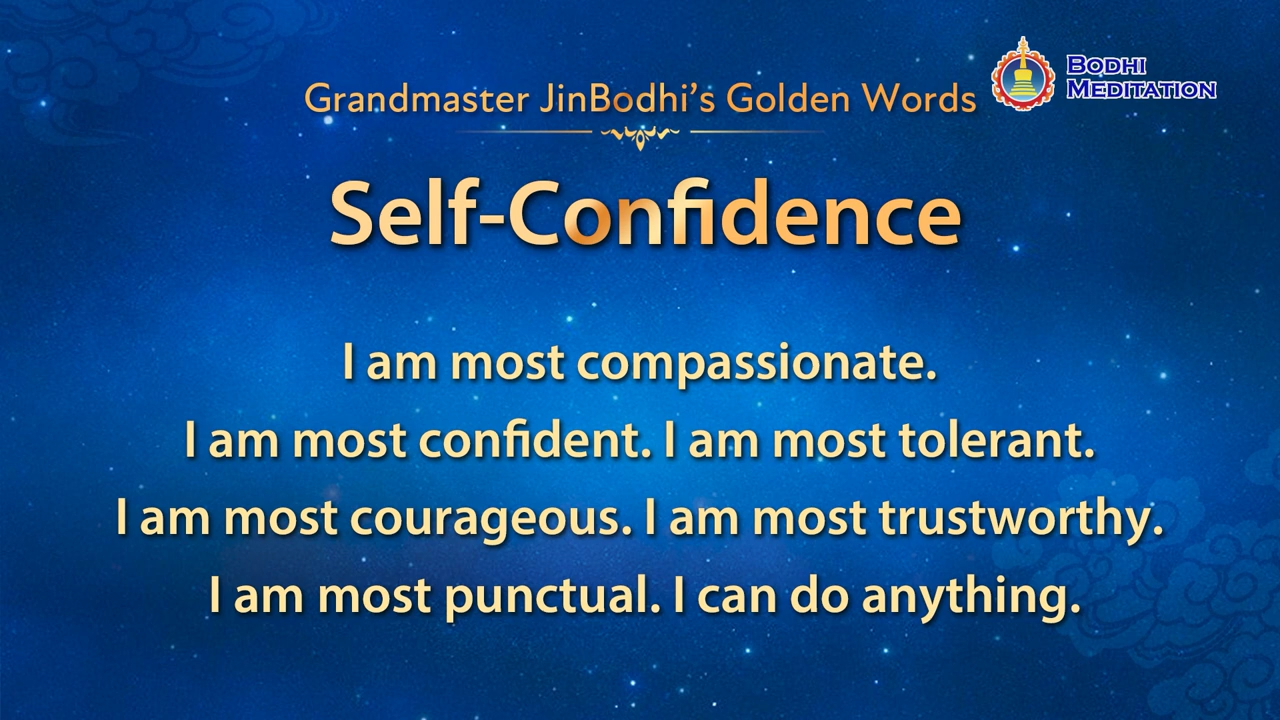 Grandmaster JinBodhi's Golden Words
BODHI
MEDITATION
Self-Confidence
I am most compassionate.
I am most confident. I am most tolerant.
I am most courageous. I am most trustworthy.
I am most punctual. I can do anything.